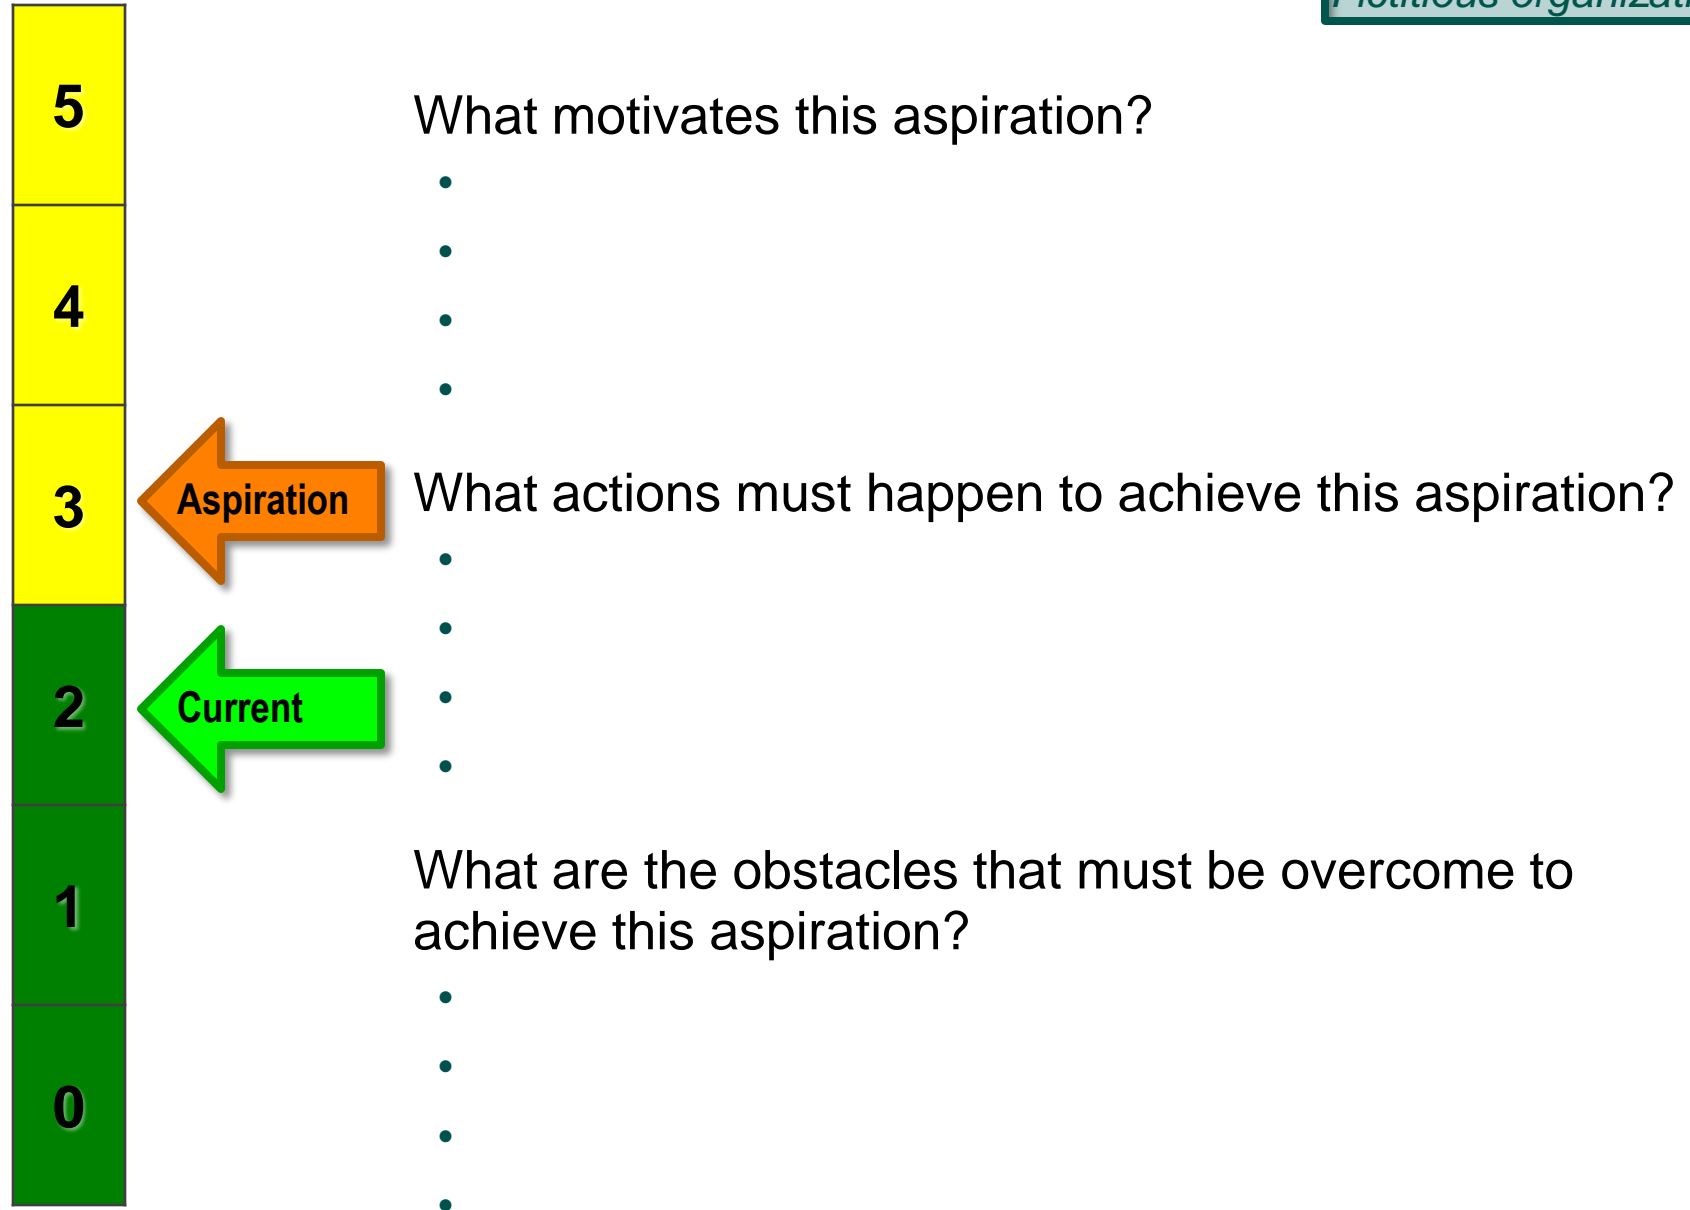 Fictitious
5
What motivates this aspiration?
•
•
4
•
•
3
Aspiration
What actions must happen to achieve this aspiration?
•
•
2
Current
•
•
1
What are the obstacles that must be overcome to
achieve this aspiration?
•
•
0
•
•